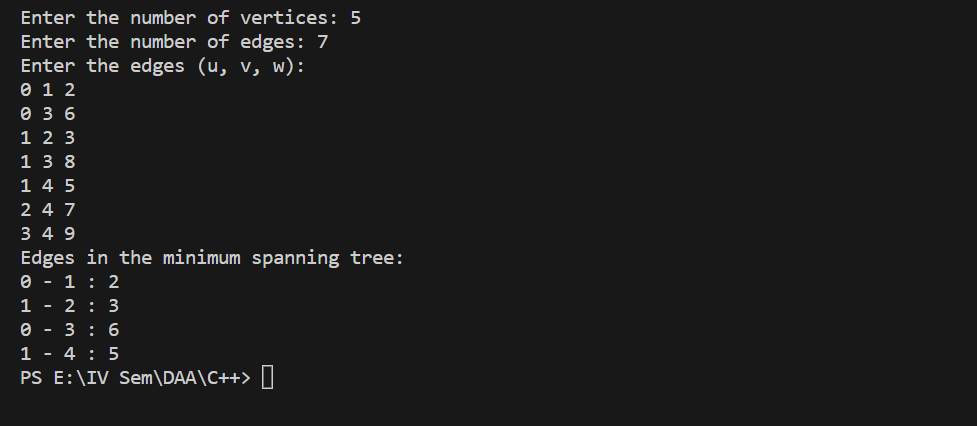 Enter the number of vertices: 5
Enter the number of edges: 7
Enter the edges (u, v, w):
0 1 2
0 3 6
1 2 3
1 3 8
1 4 5
2 4 7
3 4 9
Edges in the minimum spanning tree:
0 - 1 : 2
1 - 2 : 3
0 - 3 : 6
1 - 4 : 5
PS E:\IV Sem\DAA\C++>